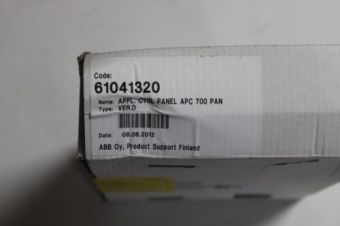 Code:
61041320
Name: APPL. CTRL PANEL APC 700 PAN
Type: VER.D
Date: 06.06.2012
ABB Oy, Product Support Finland